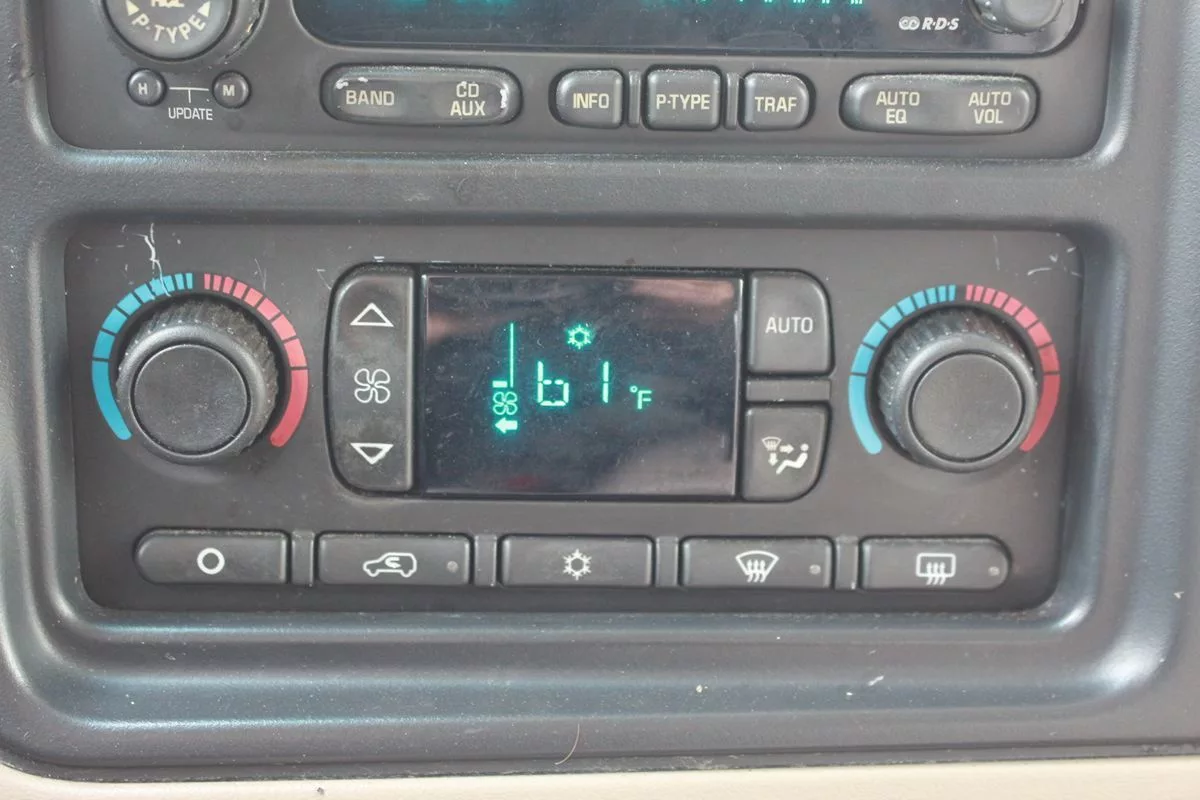 P-TYPE
R·D·S
H M
UPDATE
BAND
CD
AUX
INFO
P-TYPE
TRAF
AUTO
EQ
AUTO
VOL
AUTO
61 °F